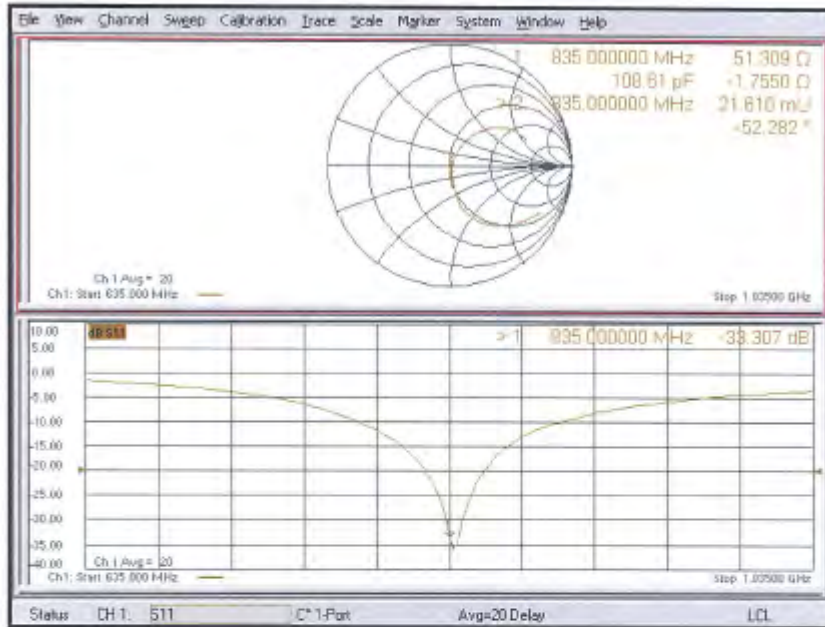 File View Channel Sweep Calibration Trace Scale Marker System Window Help
1 835.000000 MHz 51.309 Ω
108.61 pF -1.7550 Ω
>2 835.000000 MHz 21.610 mU
-52.282 °
Ch 1 Avg = 20
Ch1: Start 635.000 MHz
Stop 1.03500 GHz
10.00
dB S11
>1 835.000000 MHz -33.307 dB
5.00
0.00
-5.00
-10.00
-15.00
-20.00
-25.00
-30.00
-35.00
-40.00
Ch 1 Avg = 20
Ch1: Start 635.000 MHz
Stop 1.03500 GHz
Status CH 1: S11 C* 1-Port Avg=20 Delay LCL